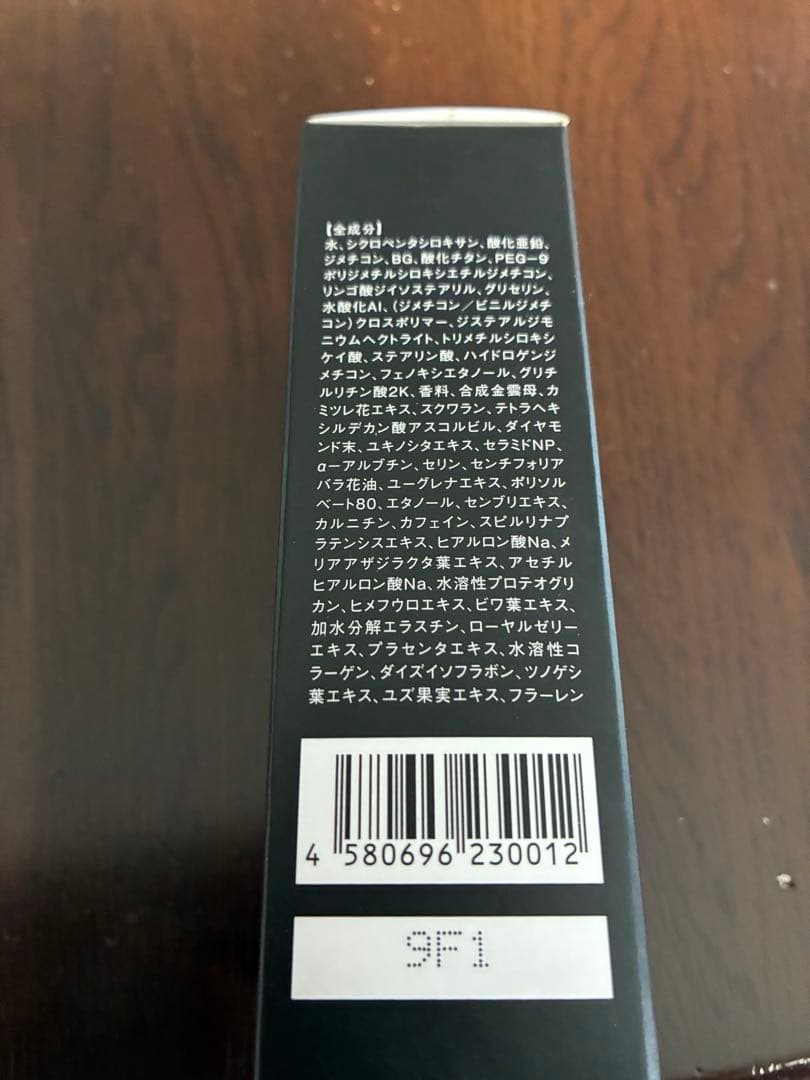 【全成分】
水、シクロペンタシロキサン、酸化亜鉛、
ジメチコン、BG、酸化チタン、PEG-9
ポリジメチルシロキシエチルジメチコン、
リンゴ酸ジイソステアリル、グリセリン、
水酸化Al、(ジメチコン/ビニルジメチ
コン)クロスポリマー、ジステアルジモ
ニウムヘクトライト、トリメチルシロキシ
ケイ酸、ステアリン酸、ハイドロゲンジ
メチコン、フェノキシエタノール、グリチ
ルリチン酸2K、香料、合成金雲母、カ
ミツレ花エキス、スクワラン、テトラヘキ
シルデカン酸アスコルビル、ダイヤモ
ンド末、ユキノシタエキス、セラミドNP、
α-アルブチン、セリン、センチフォリア
バラ花油、ユーグレナエキス、ポリソル
ベート80、エタノール、センブリエキス、
カルニチン、カフェイン、スピルリナプ
ラテンシスエキス、ヒアルロン酸Na、メ
リアアザジラクタ葉エキス、アセチル
ヒアルロン酸Na、水溶性プロテオグリ
カン、ヒメフウロエキス、ビワ葉エキス、
加水分解エラスチン、ローヤルゼリー
エキス、プラセンタエキス、水溶性コ
ラーゲン、ダイズイソフラボン、ツノゲシ
葉エキス、ユズ果実エキス、フラーレン
4 580696 230012
9F1